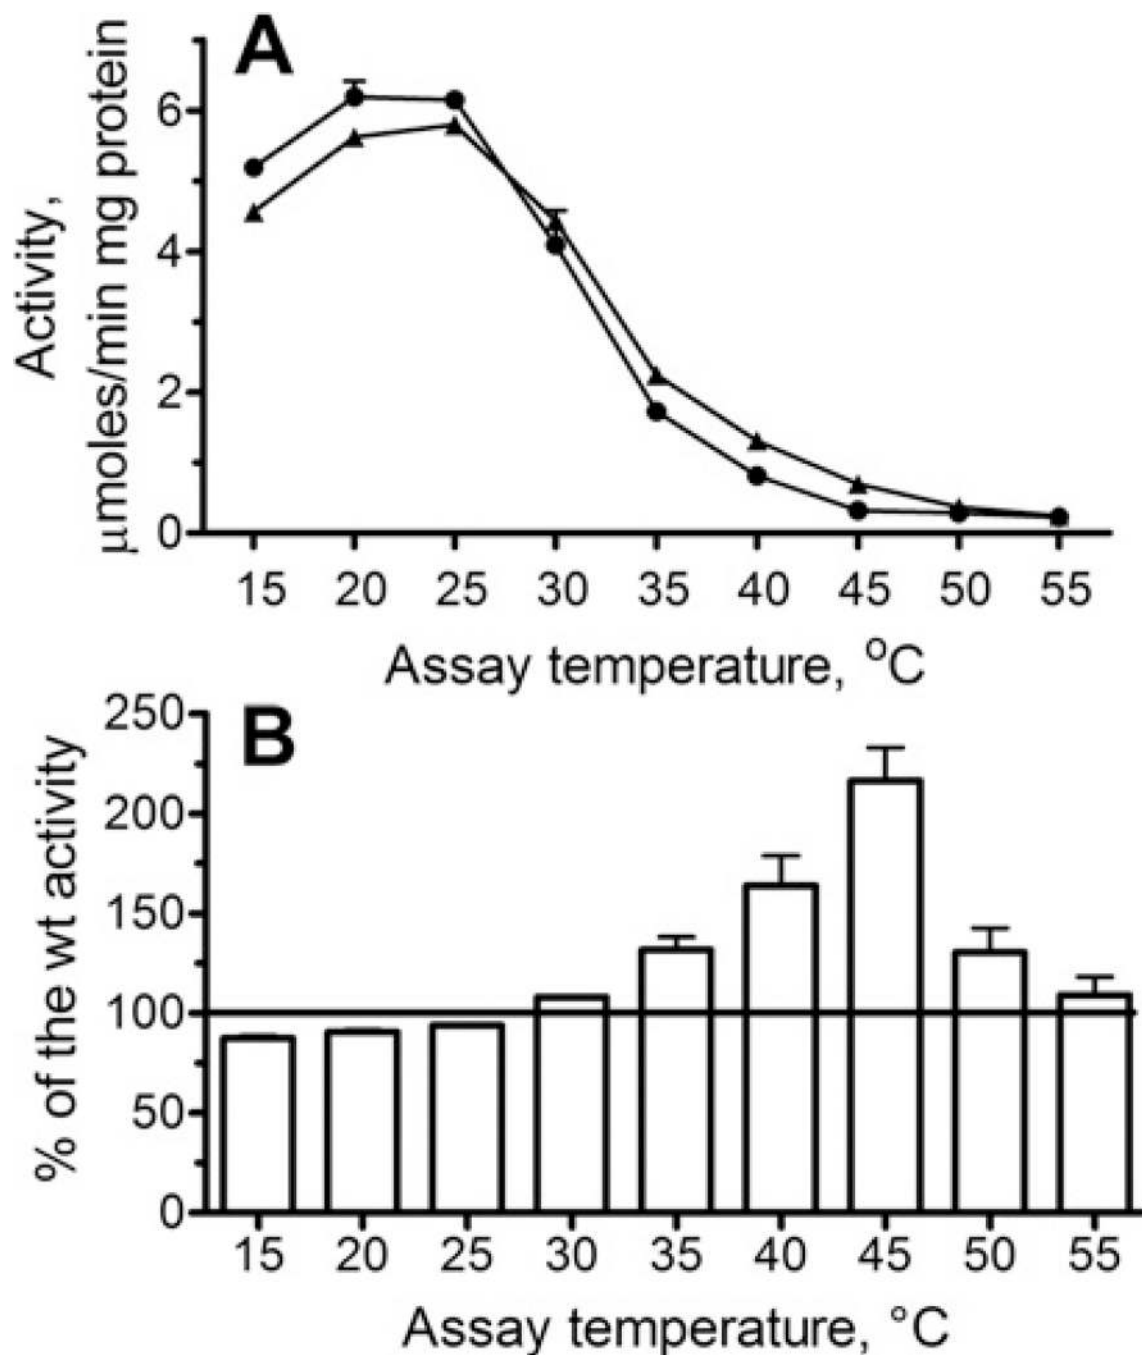 A
Activity,
μmoles/min mg protein
6
4
2
0
15 20 25 30 35 40 45 50 55
Assay temperature, °C
B
% of the wt activity
250
200
150
100
50
0
15 20 25 30 35 40 45 50 55
Assay temperature, °C